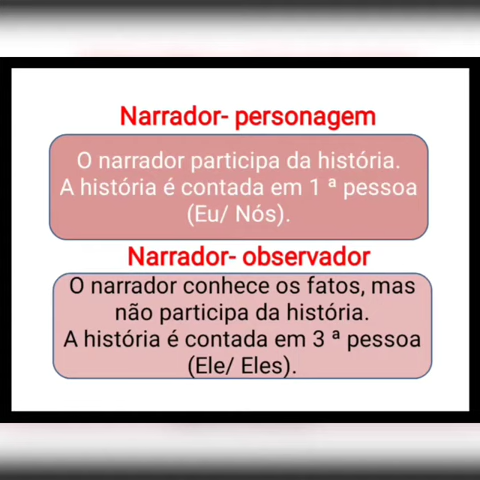 Narrador- personagem
O narrador participa da história.
A história é contada em 1 ª pessoa
(Eu/ Nós).
Narrador- observador
O narrador conhece os fatos, mas
não participa da história.
A história é contada em 3 ª pessoa
(Ele/ Eles).